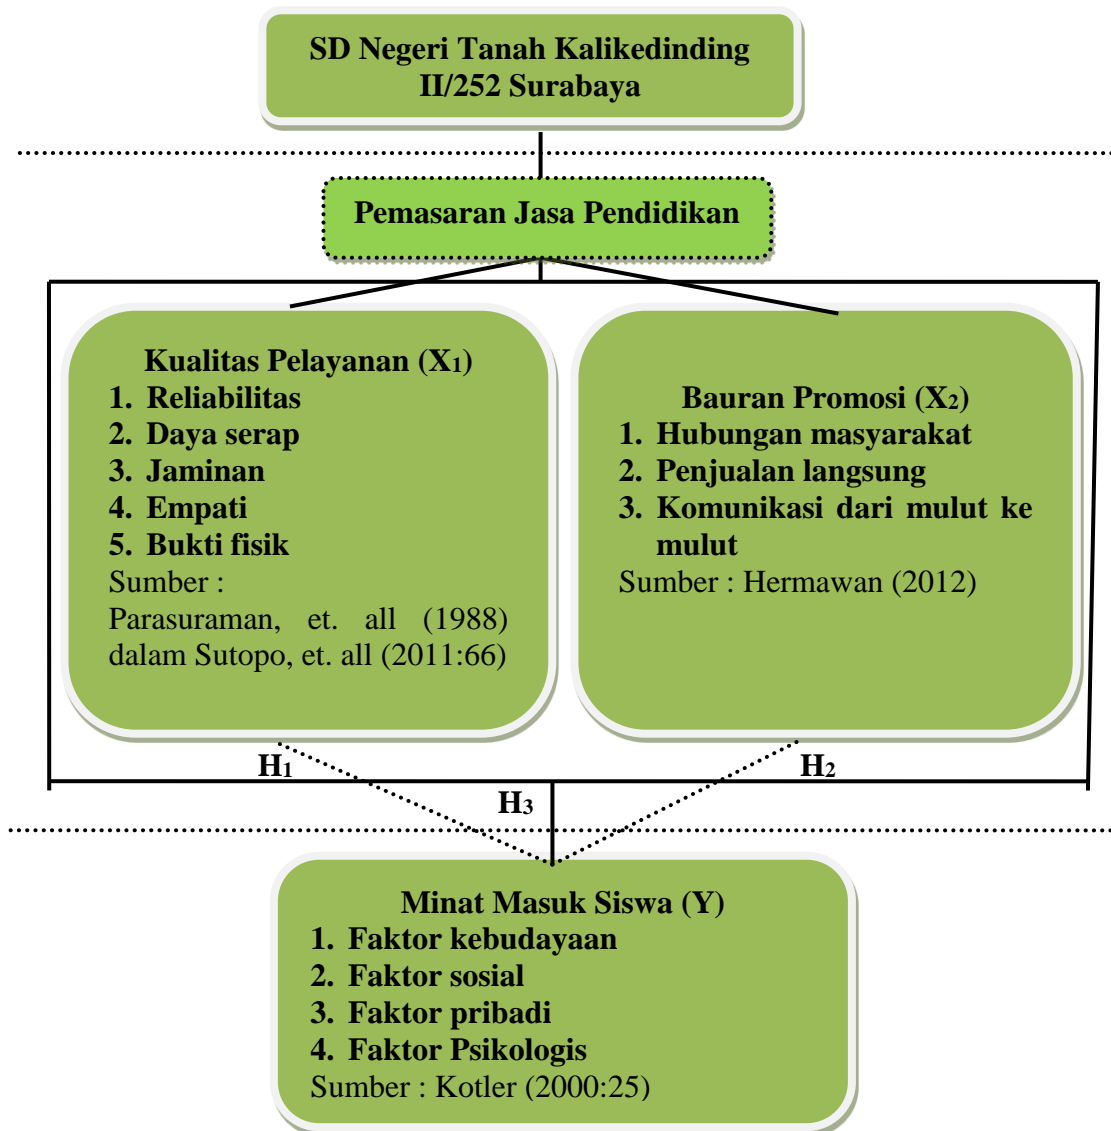 SD Negeri Tanah Kalikedinding
II/252 Surabaya
Pemasaran Jasa Pendidikan
Kualitas Pelayanan (X₁)
1. Reliabilitas
2. Daya serap
3. Jaminan
4. Empati
5. Bukti fisik
Sumber :
Parasuraman, et. all (1988)
dalam Sutopo, et. all (2011:66)
Bauran Promosi (X₂)
1. Hubungan masyarakat
2. Penjualan langsung
3. Komunikasi dari mulut ke
mulut
Sumber : Hermawan (2012)
H₁
H₂
H₃
Minat Masuk Siswa (Y)
1. Faktor kebudayaan
2. Faktor sosial
3. Faktor pribadi
4. Faktor Psikologis
Sumber : Kotler (2000:25)